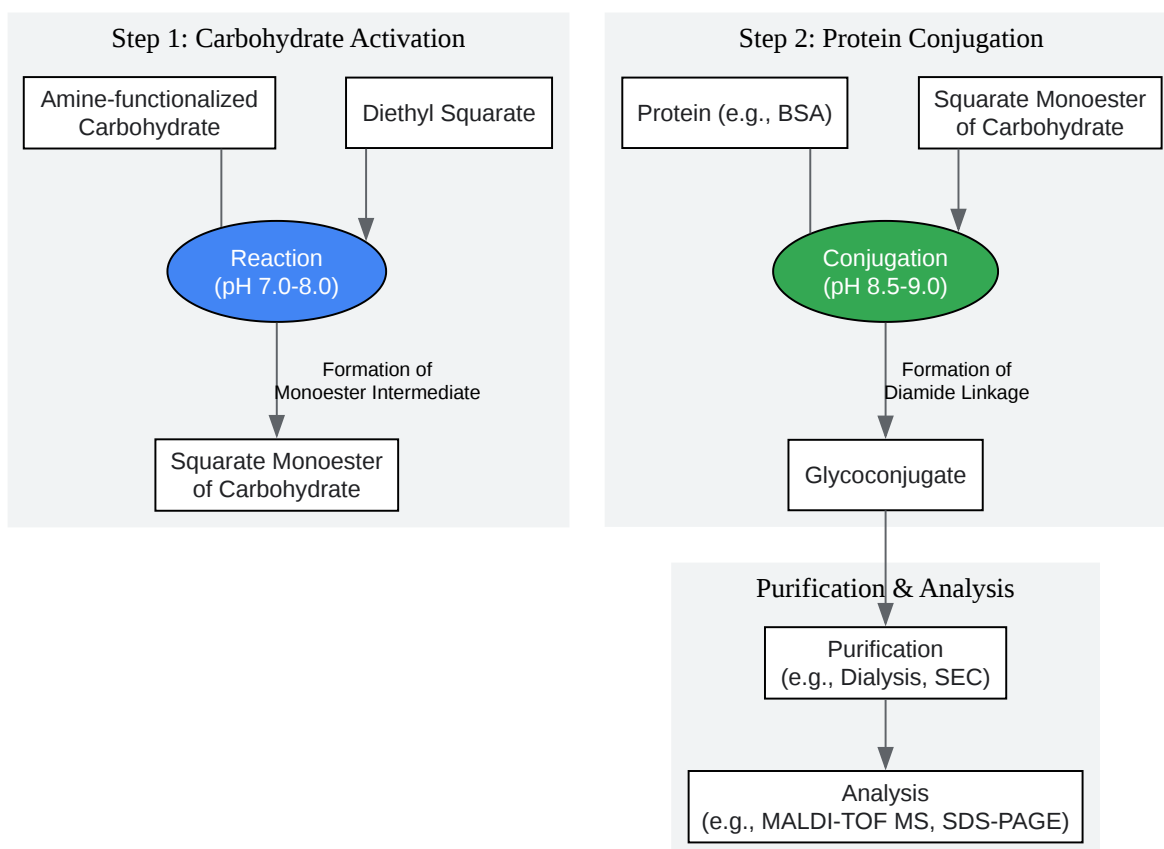 Step 1: Carbohydrate Activation
Amine-functionalized
Carbohydrate
Diethyl Squarate
Reaction
(pH 7.0-8.0)
Formation of
Monoester Intermediate
Squarate Monoester
of Carbohydrate
Step 2: Protein Conjugation
Protein (e.g., BSA)
Squarate Monoester
of Carbohydrate
Conjugation
(pH 8.5-9.0)
Formation of
Diamide Linkage
Glycoconjugate
Purification & Analysis
Purification
(e.g., Dialysis, SEC)
Analysis
(e.g., MALDI-TOF MS, SDS-PAGE)